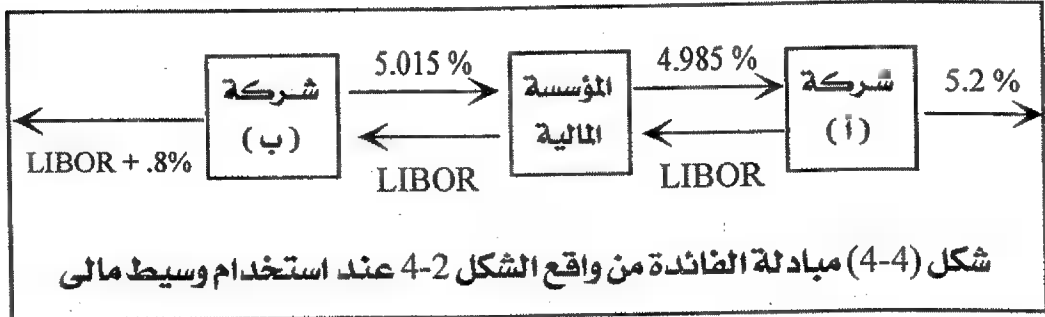 5.015 %
4.985 %
5.2 %
شركة
(ب)
المؤسسة
المالية
شركة
(أ)
LIBOR + .8%
LIBOR
LIBOR
شكل (4-4) مبادلة الفائدة من واقع الشكل 2-4 عند استخدام وسيط مالى